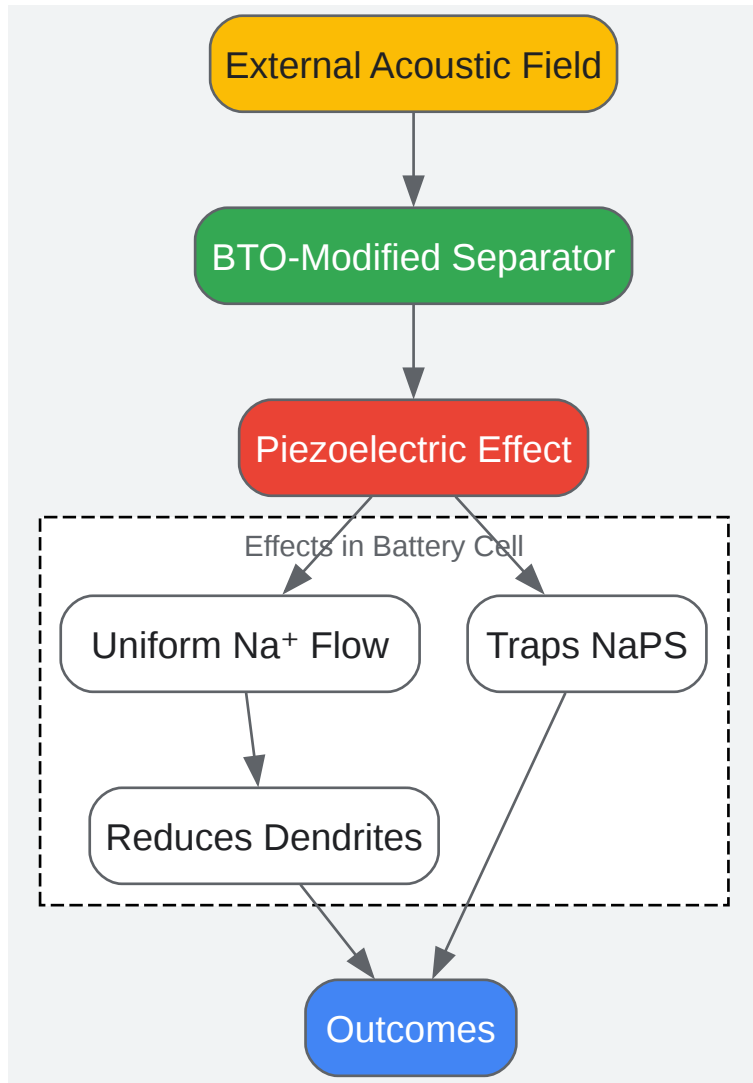 External Acoustic Field
BTO-Modified Separator
Piezoelectric Effect
Effects in Battery Cell
Uniform Na⁺ Flow
Traps NaPS
Reduces Dendrites
Outcomes